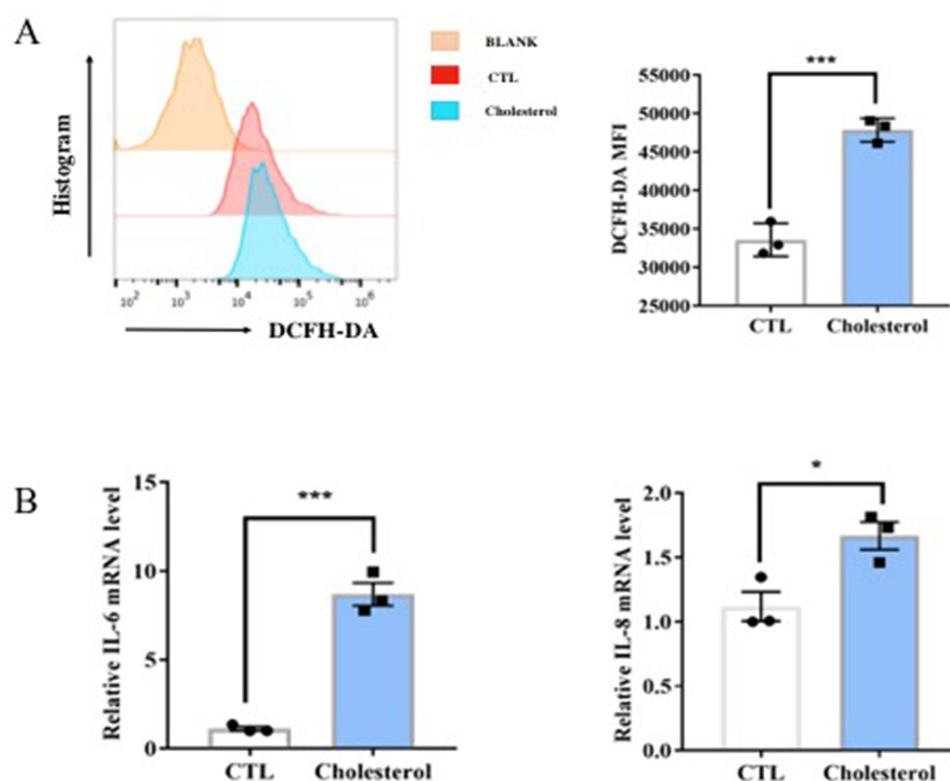 A
Histogram
10² 10³ 10⁴ 10⁵ 10⁶
DCFH-DA
BLANK
CTL
Cholesterol
DCFH-DA MFI
55000
50000
45000
40000
35000
30000
25000
***
CTL Cholesterol
B
Relative IL-6 mRNA level
15
10
5
0
***
CTL Cholesterol
Relative IL-8 mRNA level
2.0
1.5
1.0
0.5
0.0
*
CTL Cholesterol